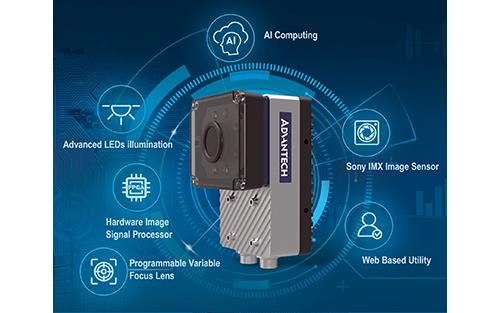 AI
AI Computing
Advanced LEDs illumination
ADVANTECH
Sony IMX Image Sensor
FPGA
Hardware Image
Signal Processor
Web Based Utility
Programmable Variable
Focus Lens